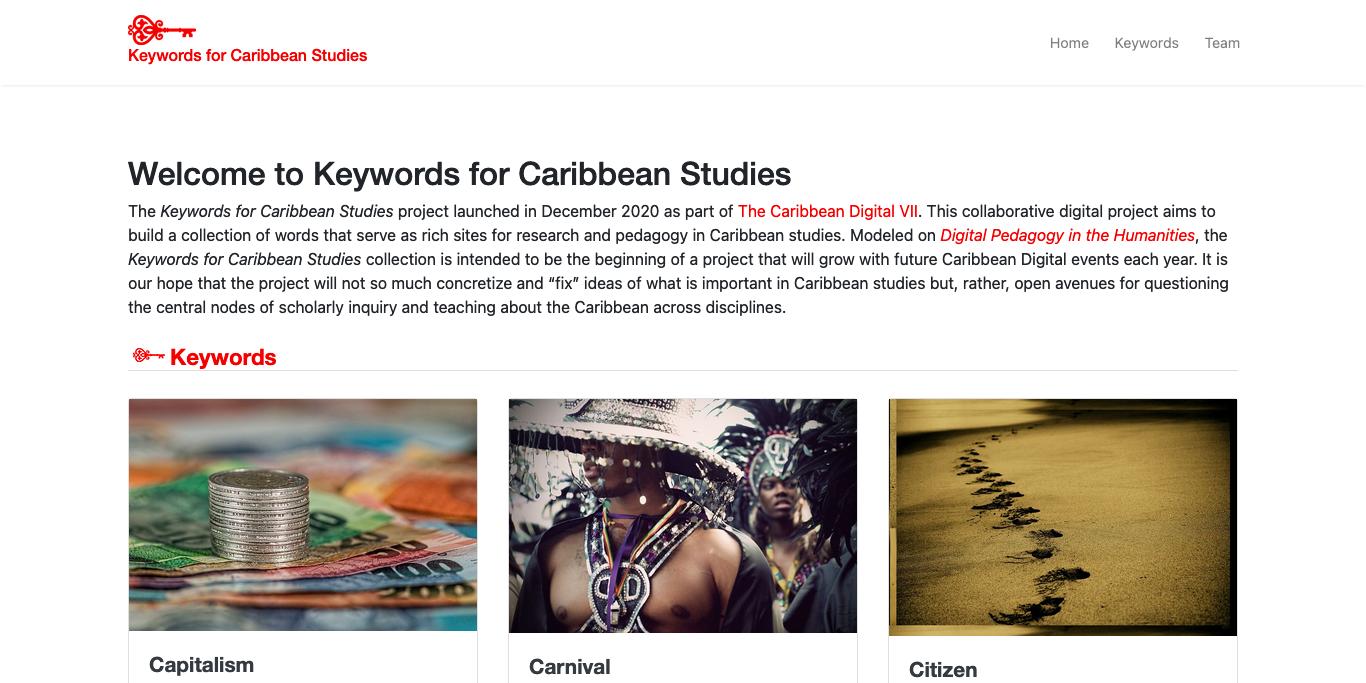 Keywords for Caribbean Studies
Home Keywords Team
Welcome to Keywords for Caribbean Studies
The Keywords for Caribbean Studies project launched in December 2020 as part of The Caribbean Digital VII. This collaborative digital project aims to
build a collection of words that serve as rich sites for research and pedagogy in Caribbean studies. Modeled on Digital Pedagogy in the Humanities, the
Keywords for Caribbean Studies collection is intended to be the beginning of a project that will grow with future Caribbean Digital events each year. It is
our hope that the project will not so much concretize and “fix” ideas of what is important in Caribbean studies but, rather, open avenues for questioning
the central nodes of scholarly inquiry and teaching about the Caribbean across disciplines.
Keywords
100
Capitalism
Carnival
Citizen